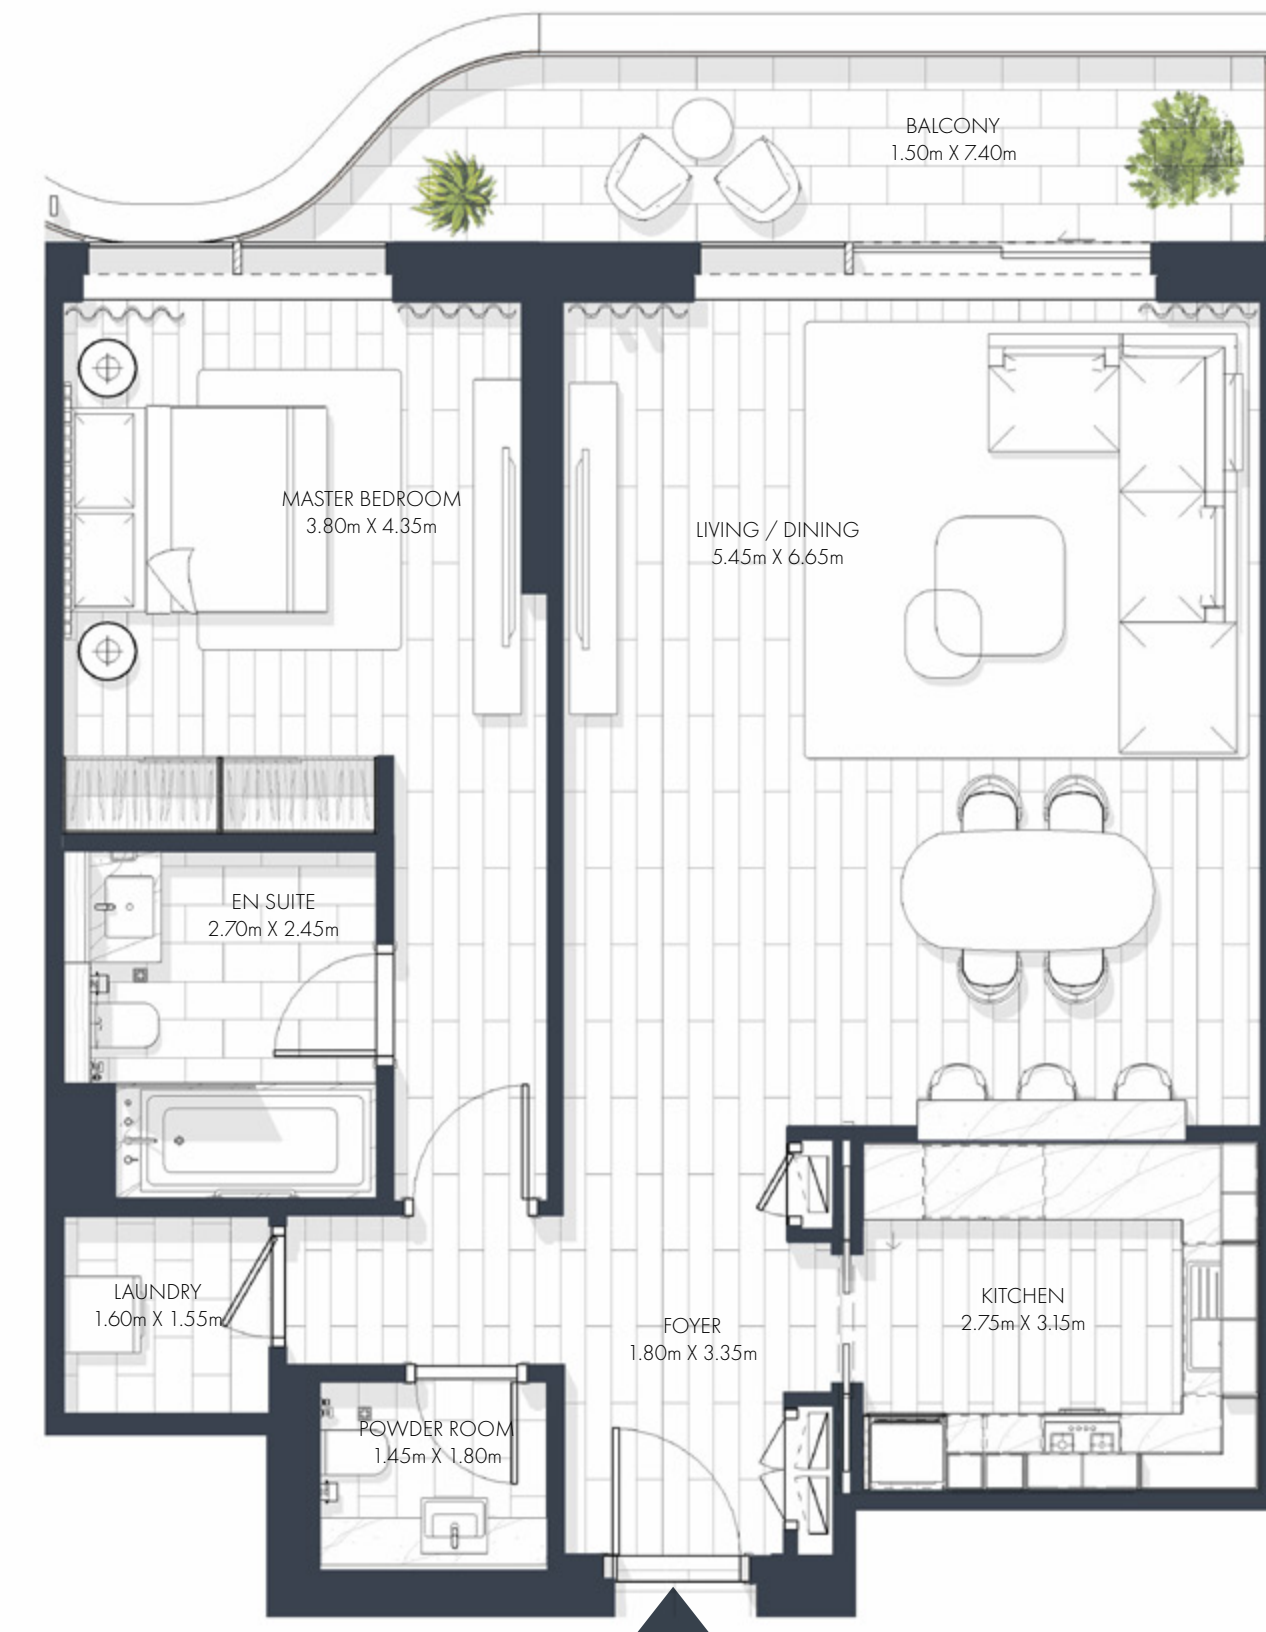 BALCONY
1.50m X 7.40m
MASTER BEDROOM
3.80m X 4.35m
LIVING / DINING
5.45m X 6.65m
EN SUITE
2.70m X 2.45m
LAUNDRY
1.60m X 1.55m
KITCHEN
2.75m X 3.15m
FOYER
1.80m X 3.35m
POWDER ROOM
1.45m X 1.80m